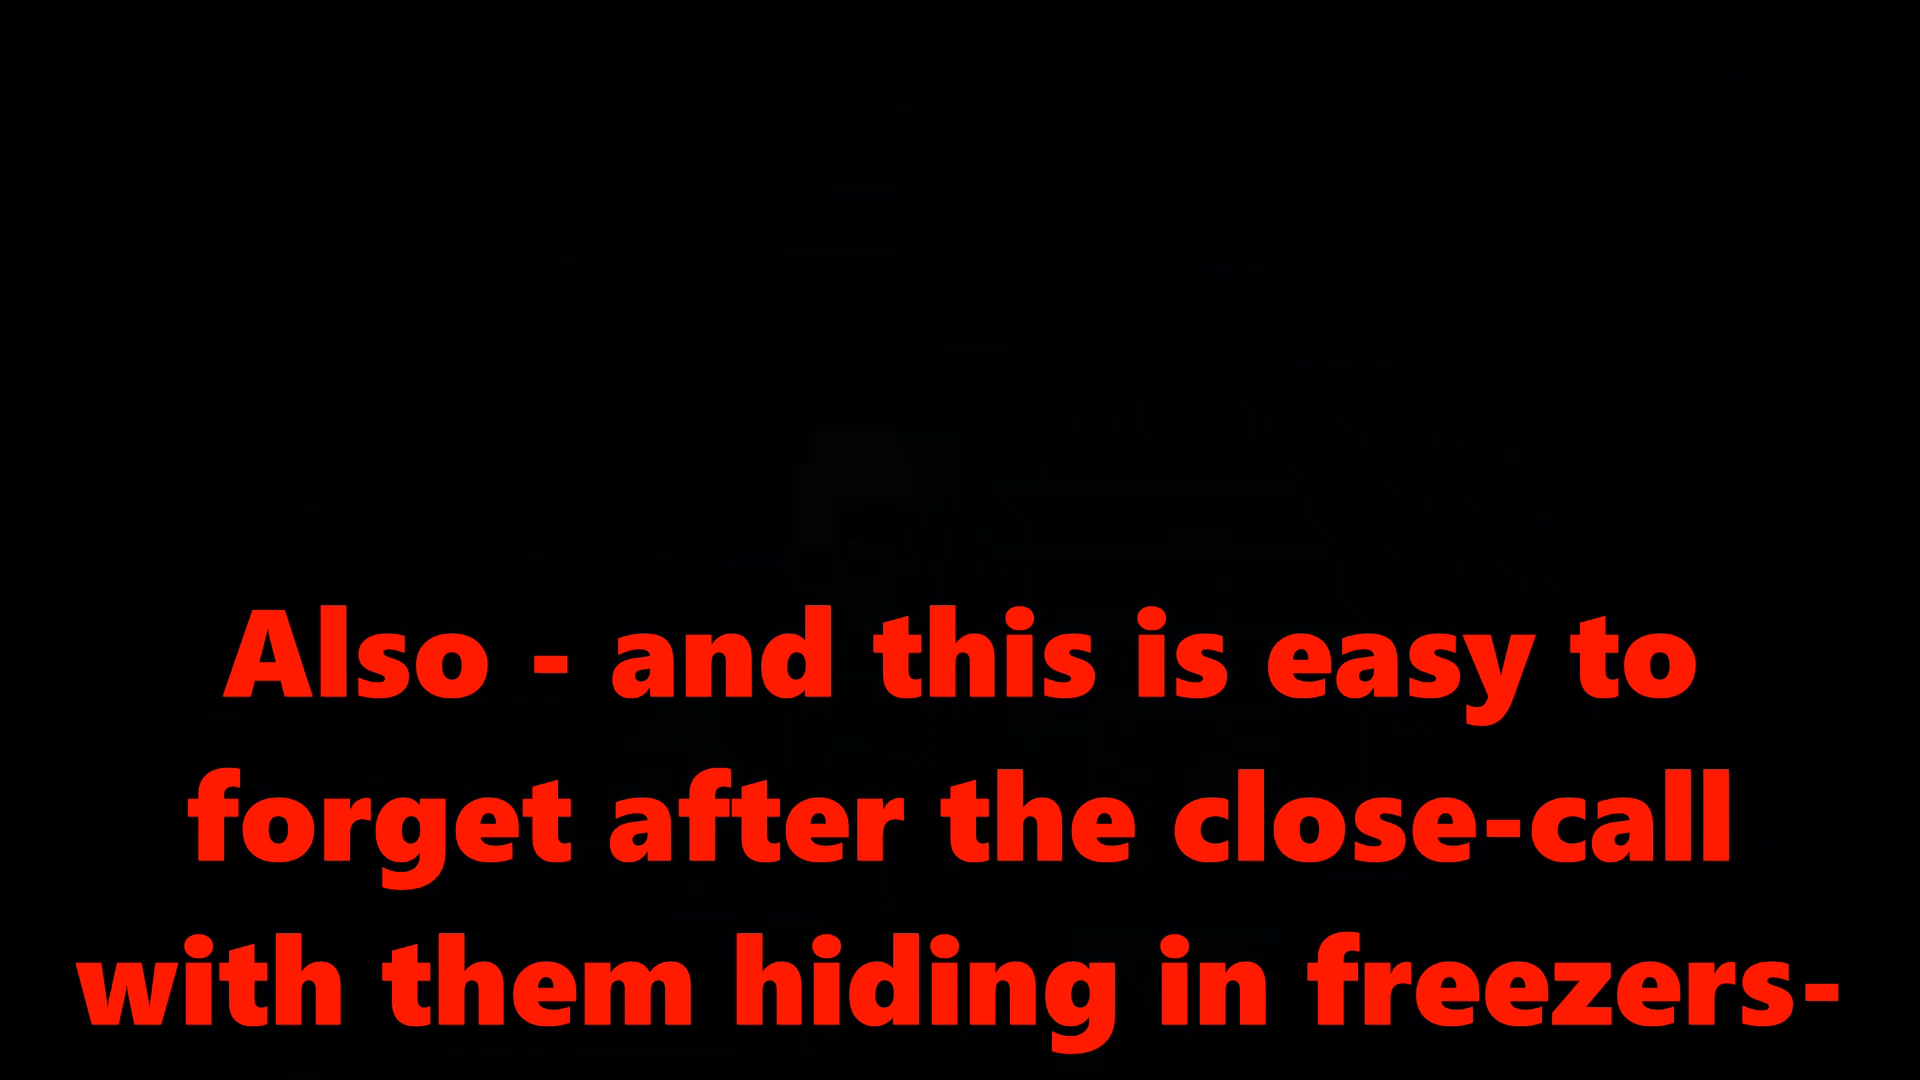 Also - and this is easy to
forget after the close-call
with them hiding in freezers-